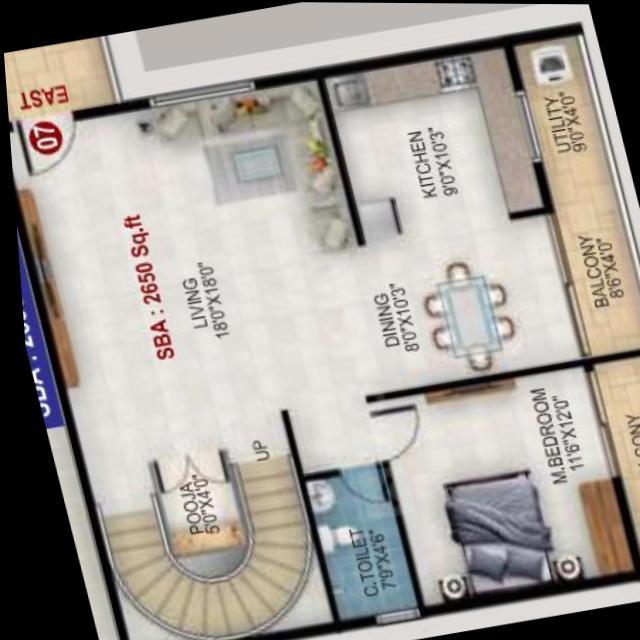 EAST
07
SBA : 2650 Sq.ft
LIVING
18'0"X18'0"
KITCHEN
9'0"X10'3"
UTILITY
9'0"X4'0"
BALCONY
8'6"X4'0"
DINING
8'0"X10'3"
M.BEDROOM
11'6"X12'0"
UP
POOJA
5'0"X4'0"
C.TOILET
7'9"X4'6"